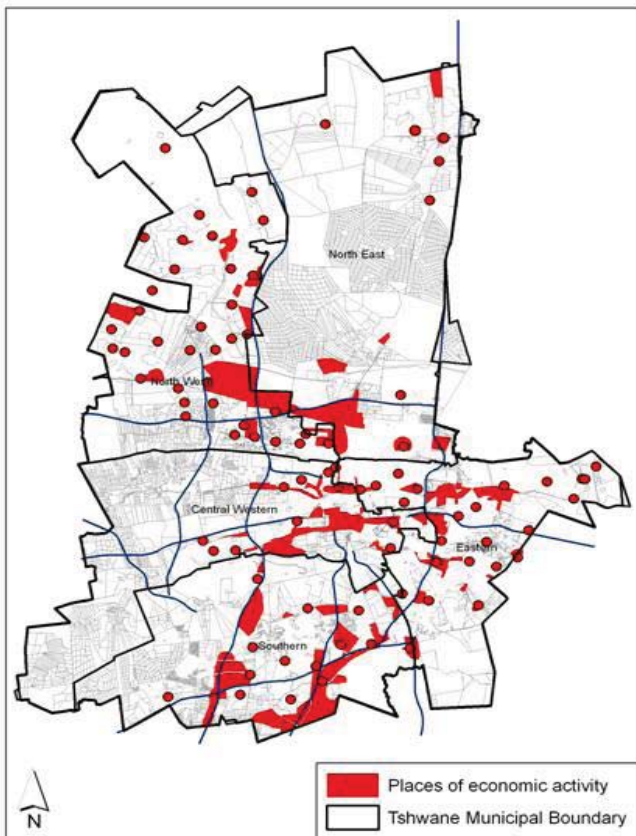 North East
North West
Central Western
Eastern
Southern
Places of economic activity
Tshwane Municipal Boundary
N